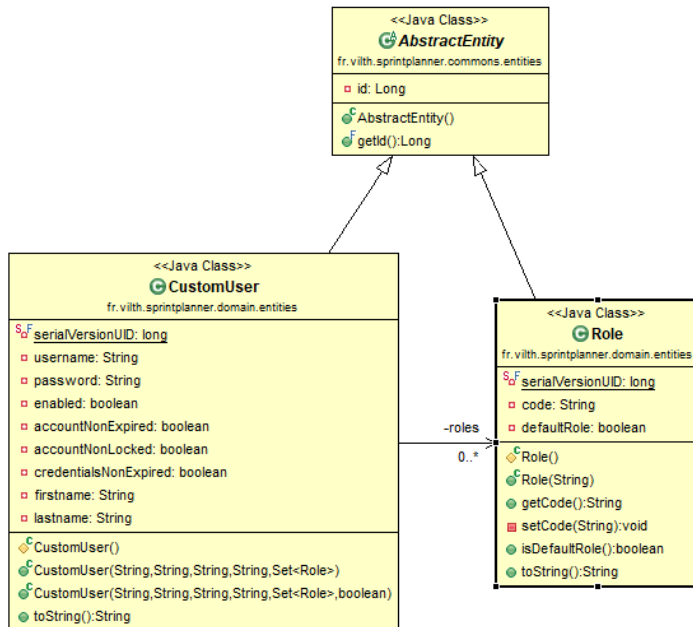 <<Java Class>>
AbstractEntity
fr.vilth.sprintplanner.commons.entities
id: Long
AbstractEntity()
getId():Long
<<Java Class>>
CustomUser
fr.vilth.sprintplanner.domain.entities
serialVersionUID: long
username: String
password: String
enabled: boolean
accountNonExpired: boolean
accountNonLocked: boolean
credentialsNonExpired: boolean
firstname: String
lastname: String
CustomUser()
CustomUser(String,String,String,String,Set<Role>)
CustomUser(String,String,String,String,Set<Role>,boolean)
toString():String
-roles
0..*
<<Java Class>>
Role
fr.vilth.sprintplanner.domain.entities
serialVersionUID: long
code: String
defaultRole: boolean
Role()
Role(String)
getCode():String
setCode(String):void
isDefaultRole():boolean
toString():String